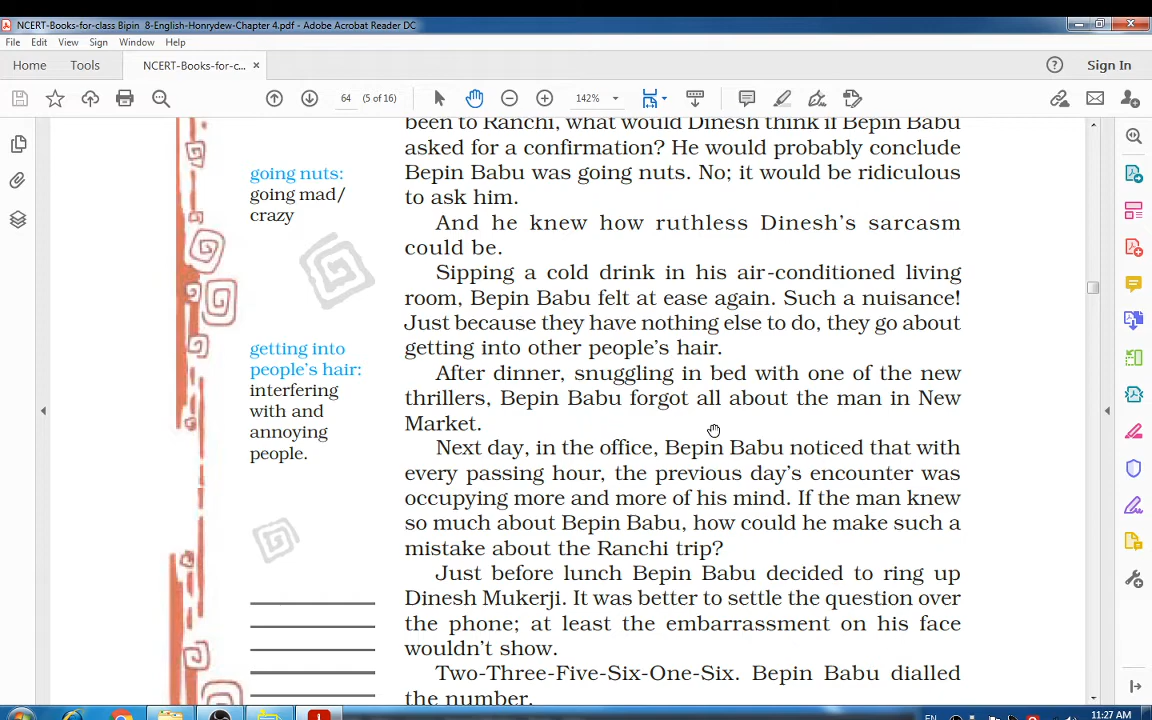 NCERT-Books-for-class Bipin 8-English-Honrydew-Chapter 4.pdf - Adobe Acrobat Reader DC
File Edit View Sign Window Help
Home Tools NCERT-Books-for-c... × Sign In
64 (5 of 16) 142%
been to Ranchi, what would Dinesh think if Bepin Babu
asked for a confirmation? He would probably conclude
going nuts:
going mad/
crazy
Bepin Babu was going nuts. No; it would be ridiculous
to ask him.
And he knew how ruthless Dinesh's sarcasm
could be.
Sipping a cold drink in his air-conditioned living
room, Bepin Babu felt at ease again. Such a nuisance!
Just because they have nothing else to do, they go about
getting into other people's hair.
getting into
people's hair:
interfering
with and
annoying
people.
After dinner, snuggling in bed with one of the new
thrillers, Bepin Babu forgot all about the man in New
Market.
Next day, in the office, Bepin Babu noticed that with
every passing hour, the previous day's encounter was
occupying more and more of his mind. If the man knew
so much about Bepin Babu, how could he make such a
mistake about the Ranchi trip?
Just before lunch Bepin Babu decided to ring up
Dinesh Mukerji. It was better to settle the question over
the phone; at least the embarrassment on his face
wouldn't show.
Two-Three-Five-Six-One-Six. Bepin Babu dialled
the number.
EN 11:27 AM